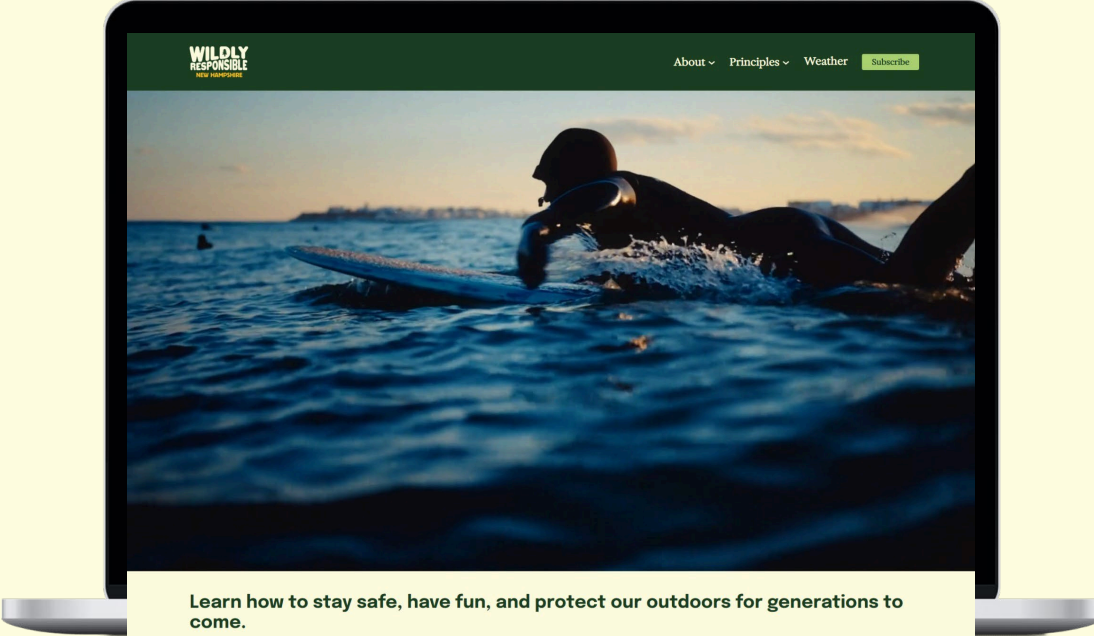 WILDLY
RESPONSIBLE
NEW HAMPSHIRE
About
Principles
Weather
Subscribe
Learn how to stay safe, have fun, and protect our outdoors for generations to
come.